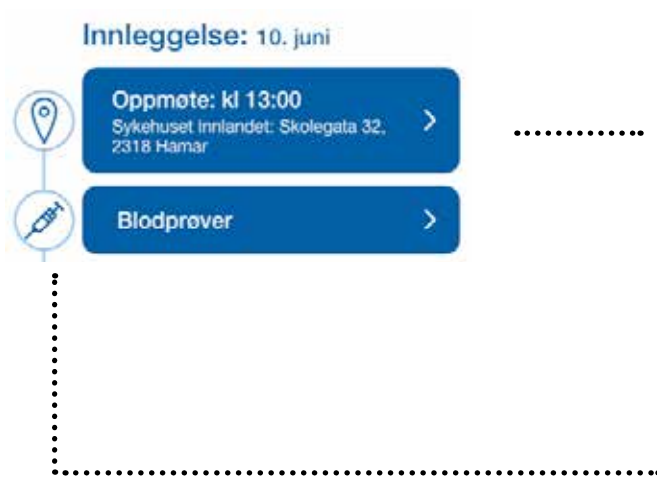 Innleggelse: 10. juni
Oppmøte: kl 13:00
Sykehuset Innlandet: Skolegata 32,
2318 Hamar
Blodprøver